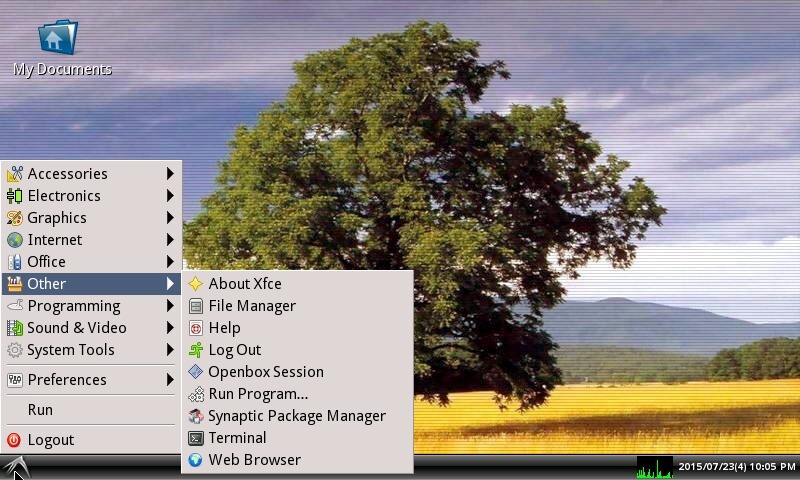 My Documents
Accessories
Electronics
Graphics
Internet
Office
Other
Programming
Sound & Video
System Tools
Preferences
Run
Logout
About Xfce
File Manager
Help
Log Out
Openbox Session
Run Program...
Synaptic Package Manager
Terminal
Web Browser
2015/07/23(4) 10:05 PM